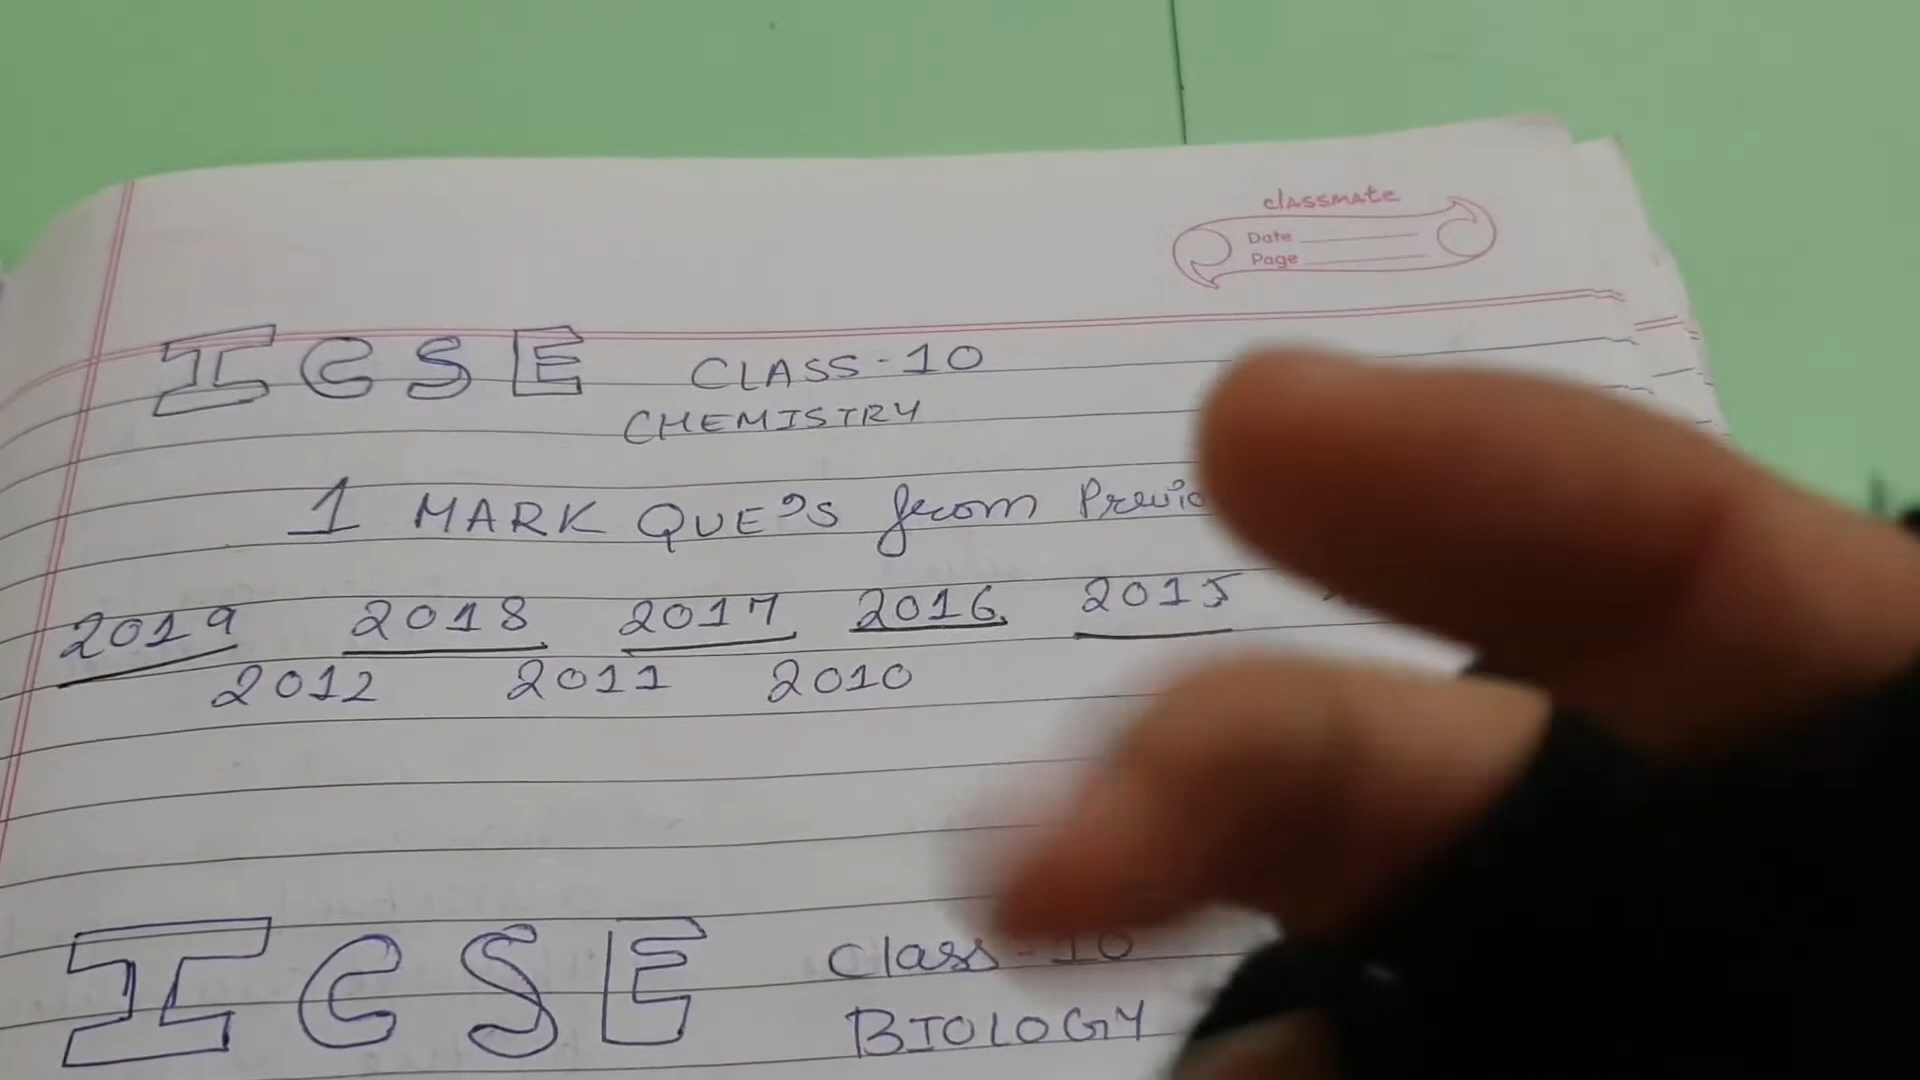 classmate
Date
Page
ICSE CLASS-10
CHEMISTRY
1 MARK QUE's from
2019 2018 2017 2016 2015
2012 2011 2010
ICSE Class-10
BIOLOGY